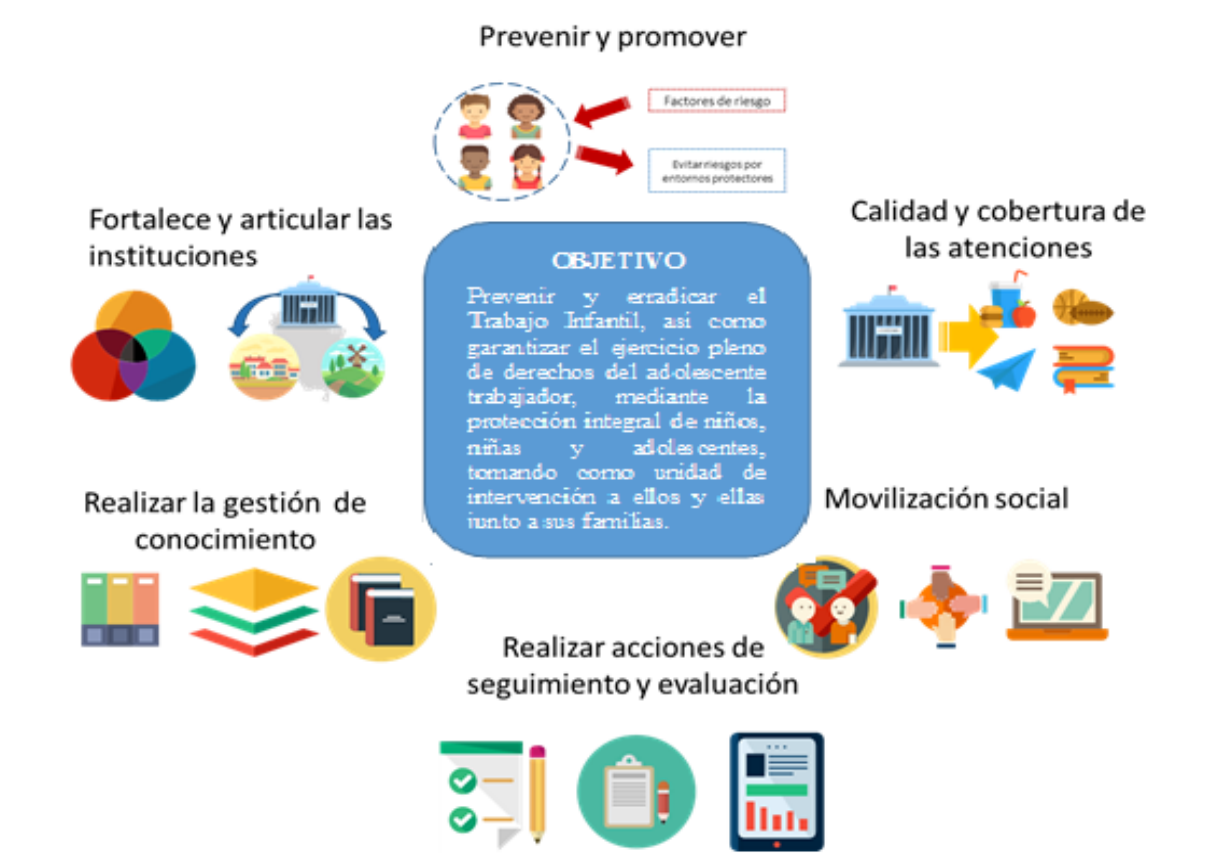 Prevenir y promover
Factores de riesgo
Evitar riesgos por
entornos protectores
Fortalece y articular las
instituciones
Calidad y cobertura de
las atenciones
OBJETIVO
Prevenir y erradicar el
Trabajo Infantil, asi como
garantizar el ejercicio pleno
de derechos del adolescente
trabajador, mediante la
protección integral de niños,
niñas y adolescentes,
tomando como unidad de
intervención a ellos y ellas
junto a sus familias.
Realizar la gestión de
conocimiento
Movilización social
Realizar acciones de
seguimiento y evaluación